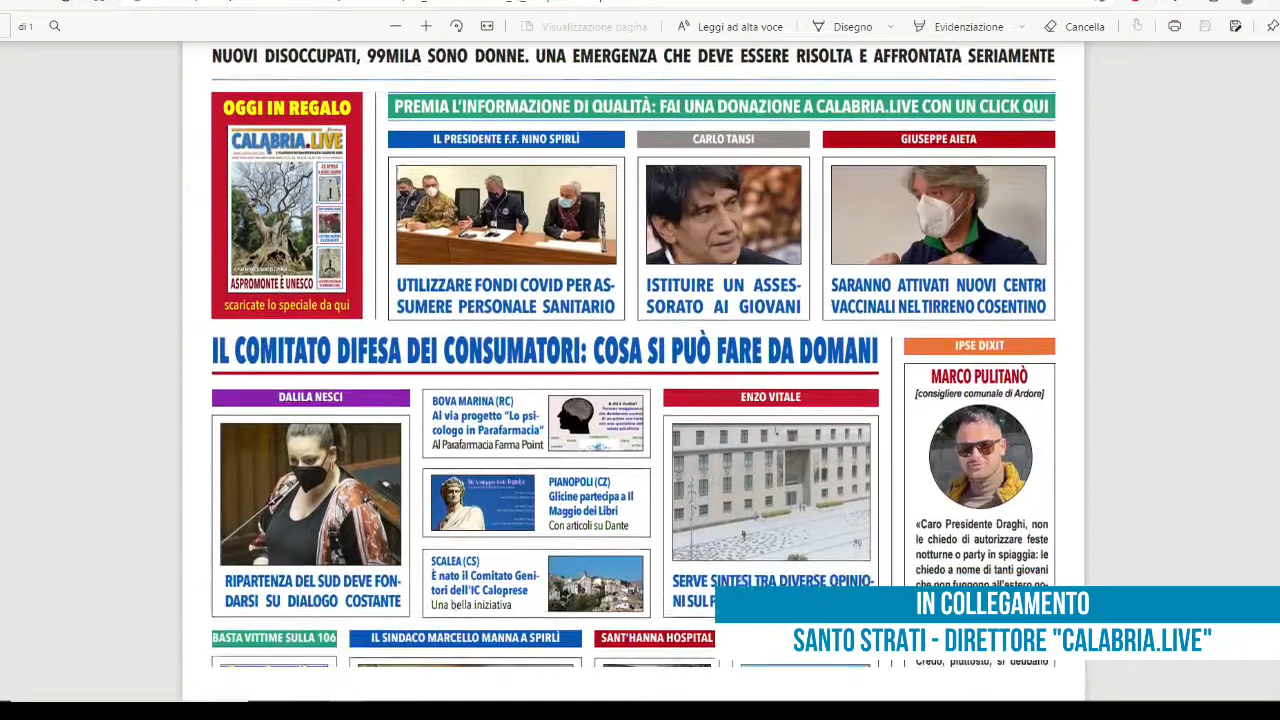 di 1
Visualizzazione pagina
Leggi ad alta voce
Disegno
Evidenziazione
Cancella
NUOVI DISOCCUPATI, 99MILA SONO DONNE. UNA EMERGENZA CHE DEVE ESSERE RISOLTA E AFFRONTATA SERIAMENTE
OGGI IN REGALO
CALABRIA.LIVE
ASPROMONTE È UNESCO
scaricate lo speciale da qui
PREMIA L'INFORMAZIONE DI QUALITÀ: FAI UNA DONAZIONE A CALABRIA.LIVE CON UN CLICK QUI
IL PRESIDENTE F.F. NINO SPIRLÌ
UTILIZZARE FONDI COVID PER AS-
SUMERE PERSONALE SANITARIO
CARLO TANSI
ISTITUIRE UN ASSES-
SORATO AI GIOVANI
GIUSEPPE AIETA
SARANNO ATTIVATI NUOVI CENTRI
VACCINALI NEL TIRRENO COSENTINO
IL COMITATO DIFESA DEI CONSUMATORI: COSA SI PUÒ FARE DA DOMANI
DALILA NESCI
RIPARTENZA DEL SUD DEVE FON-
DARSI SU DIALOGO COSTANTE
BOVA MARINA (RC)
Al via progetto "Lo psi-
cologo in Parafarmacia"
Al Parafarmacia Farma Point
PIANOPOLI (CZ)
Glicine partecipa a Il
Maggio dei Libri
Con articoli su Dante
SCALEA (CS)
È nato il Comitato Geni-
tori dell'IC Caloprese
Una bella iniziativa
ENZO VITALE
SERVE SINTESI TRA DIVERSE OPINIO-
NI SUL P
IPSE DIXIT
MARCO PULITANÒ
[consigliere comunale di Ardore]
«Caro Presidente Draghi, non
le chiedo di autorizzare feste
notturne o party in spiaggia: le
chiedo a nome di tanti giovani
che non fuggono all'estero
Credo, piuttosto, si debbano
BASTA VITTIME SULLA 106
IL SINDACO MARCELLO MANNA A SPIRLÌ
SANT'HANNA HOSPITAL
IN COLLEGAMENTO
SANTO STRATI - DIRETTORE "CALABRIA.LIVE"